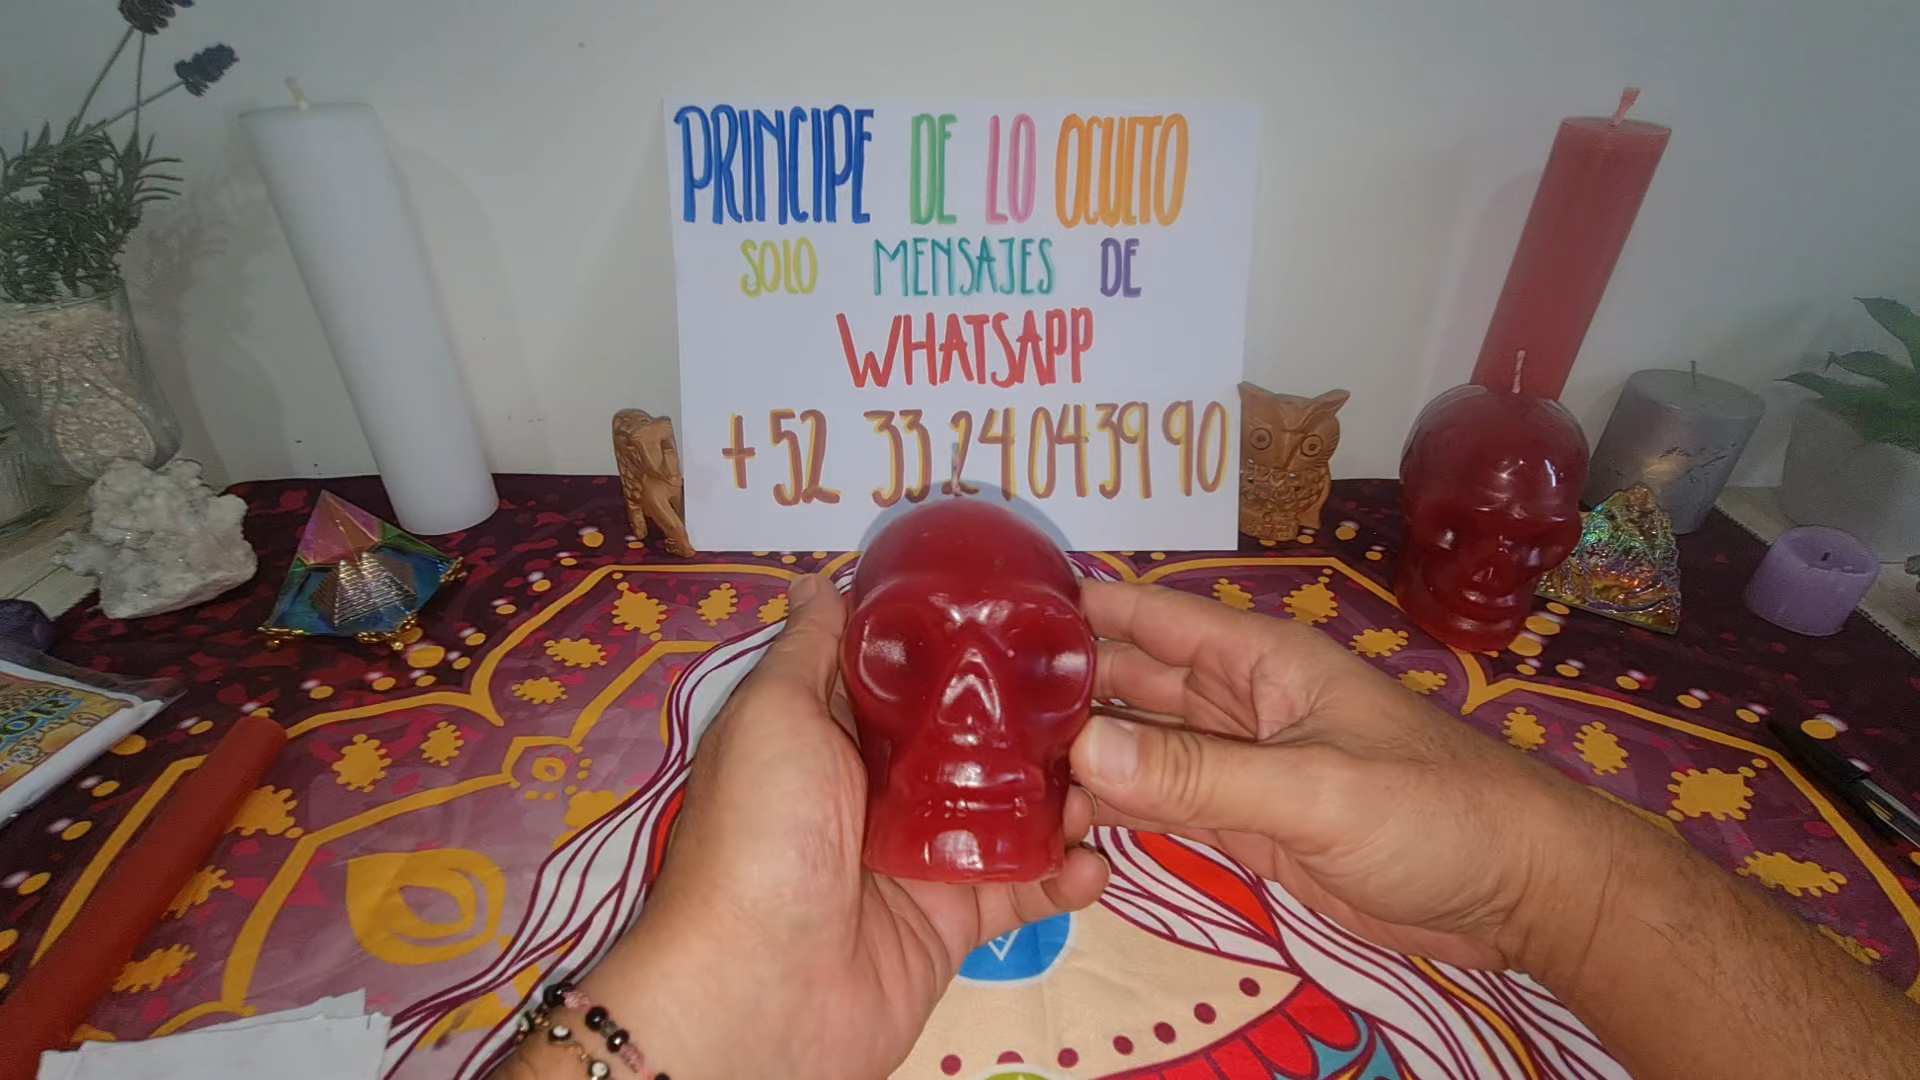 PRINCIPE DE LO OCULTO
SOLO MENSAJES DE
WHATSAPP
+52 33 24 04 39 90